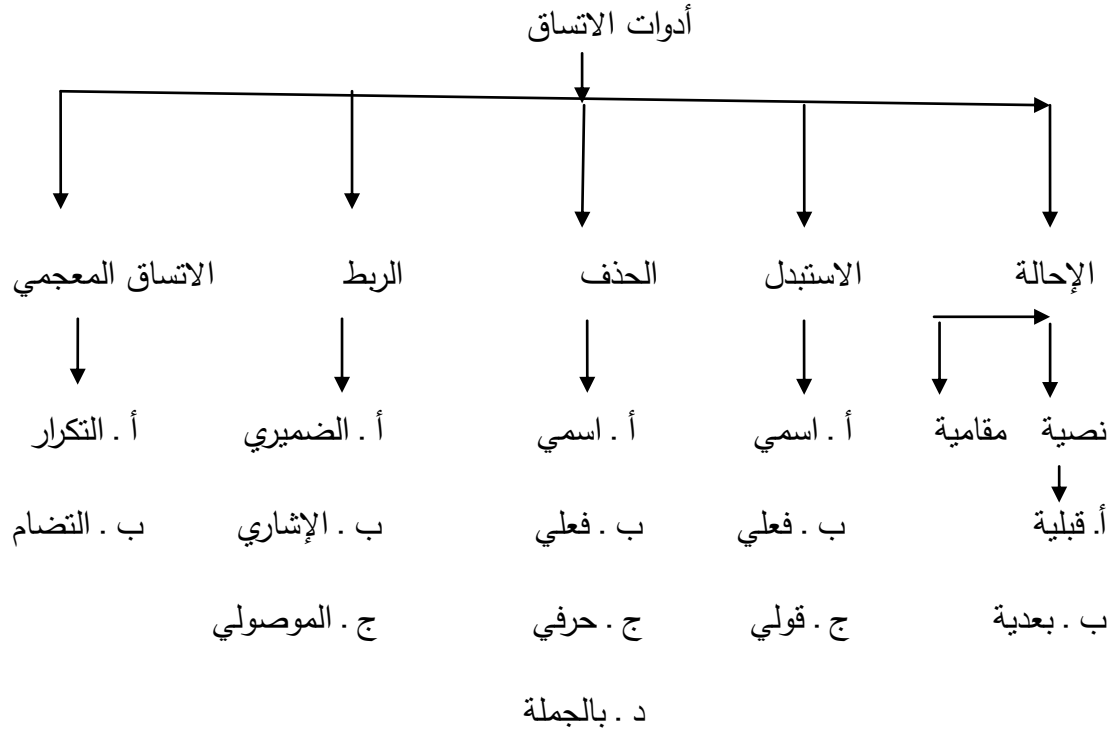 أدوات الاتساق
الإحالة الاستبدل الحذف الربط الاتساق المعجمي
نصية مقامية أ . اسمي أ . اسمي أ . الضميري أ . التكرار
أ. قبلية ب . فعلي ب . فعلي ب . الإشاري ب . التضام
ب . بعدية ج . قولي ج . حرفي ج . الموصولي
د . بالجملة